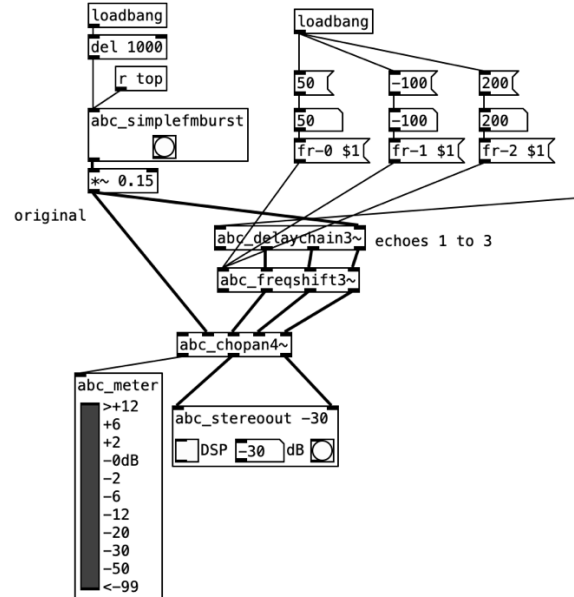 loadbang
del 1000
r top
abc_simplefmburst
*~ 0.15
original
loadbang
50
-100
200
50
-100
200
fr-0 $1
fr-1 $1
fr-2 $1
abc_delaychain3~
echoes 1 to 3
abc_freqshift3~
abc_chopan4~
abc_meter
>+12
+6
+2
-0dB
-2
-6
-12
-20
-30
-50
<-99
abc_stereoout -30
DSP
-30
dB